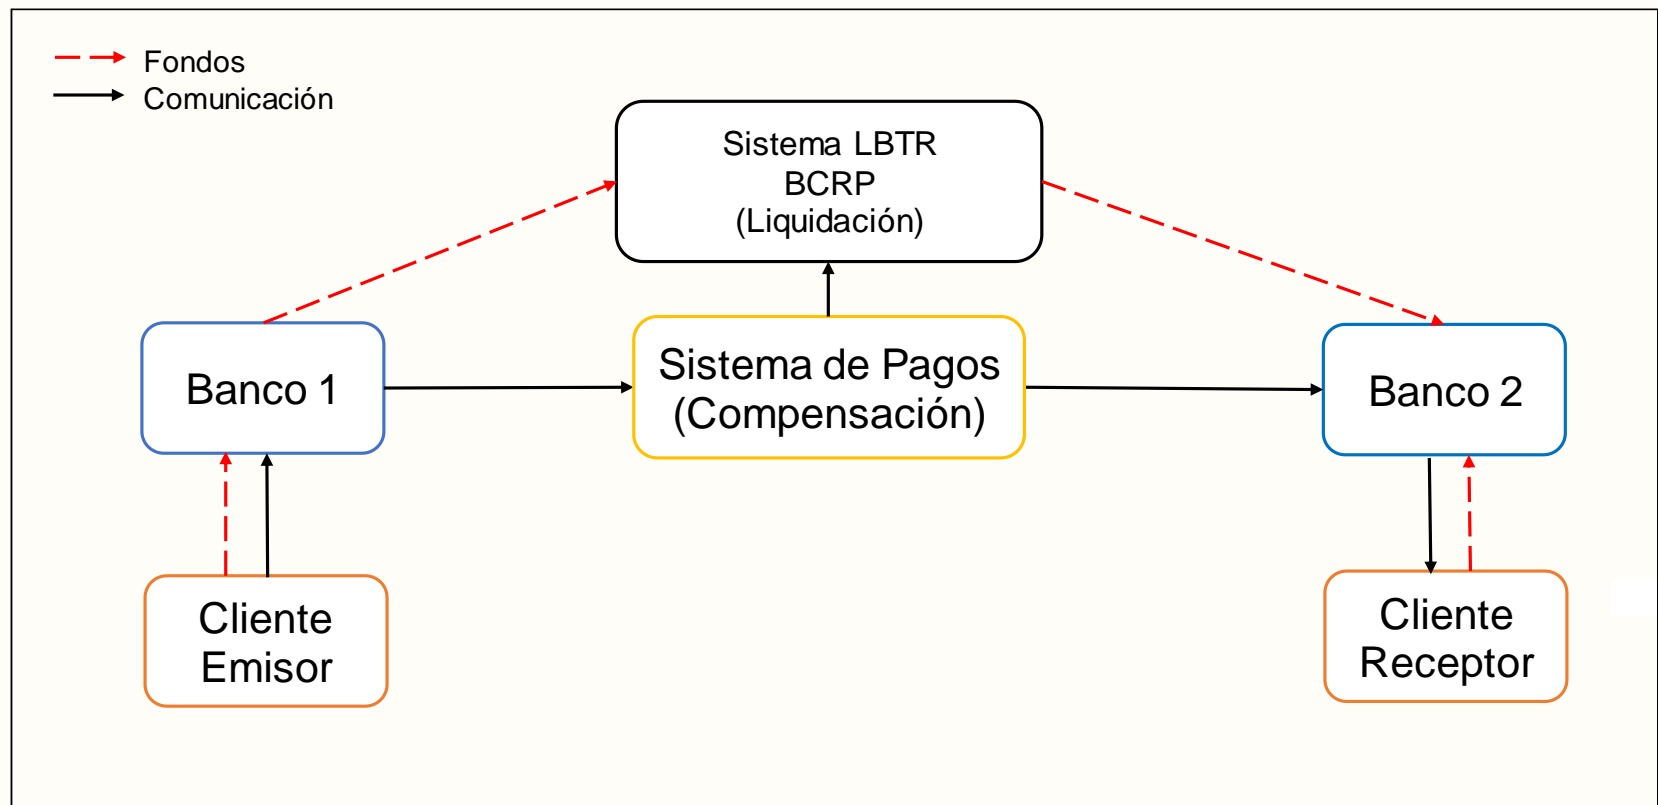 Fondos
Comunicación
Sistema LBTR
BCRP
(Liquidación)
Banco 1
Sistema de Pagos
(Compensación)
Banco 2
Cliente
Emisor
Cliente
Receptor